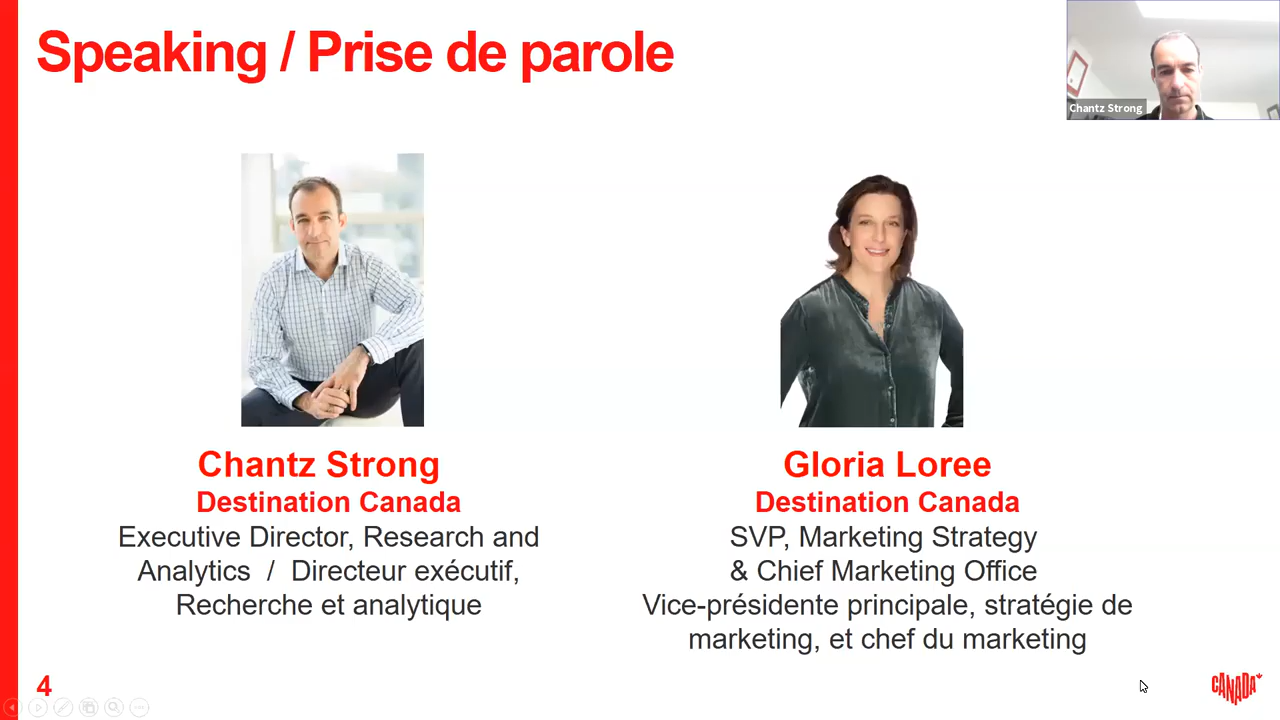 Speaking / Prise de parole
Chantz Strong
Chantz Strong
Destination Canada
Executive Director, Research and
Analytics / Directeur exécutif,
Recherche et analytique
Gloria Loree
Destination Canada
SVP, Marketing Strategy
& Chief Marketing Office
Vice-présidente principale, stratégie de
marketing, et chef du marketing
4
CANADA